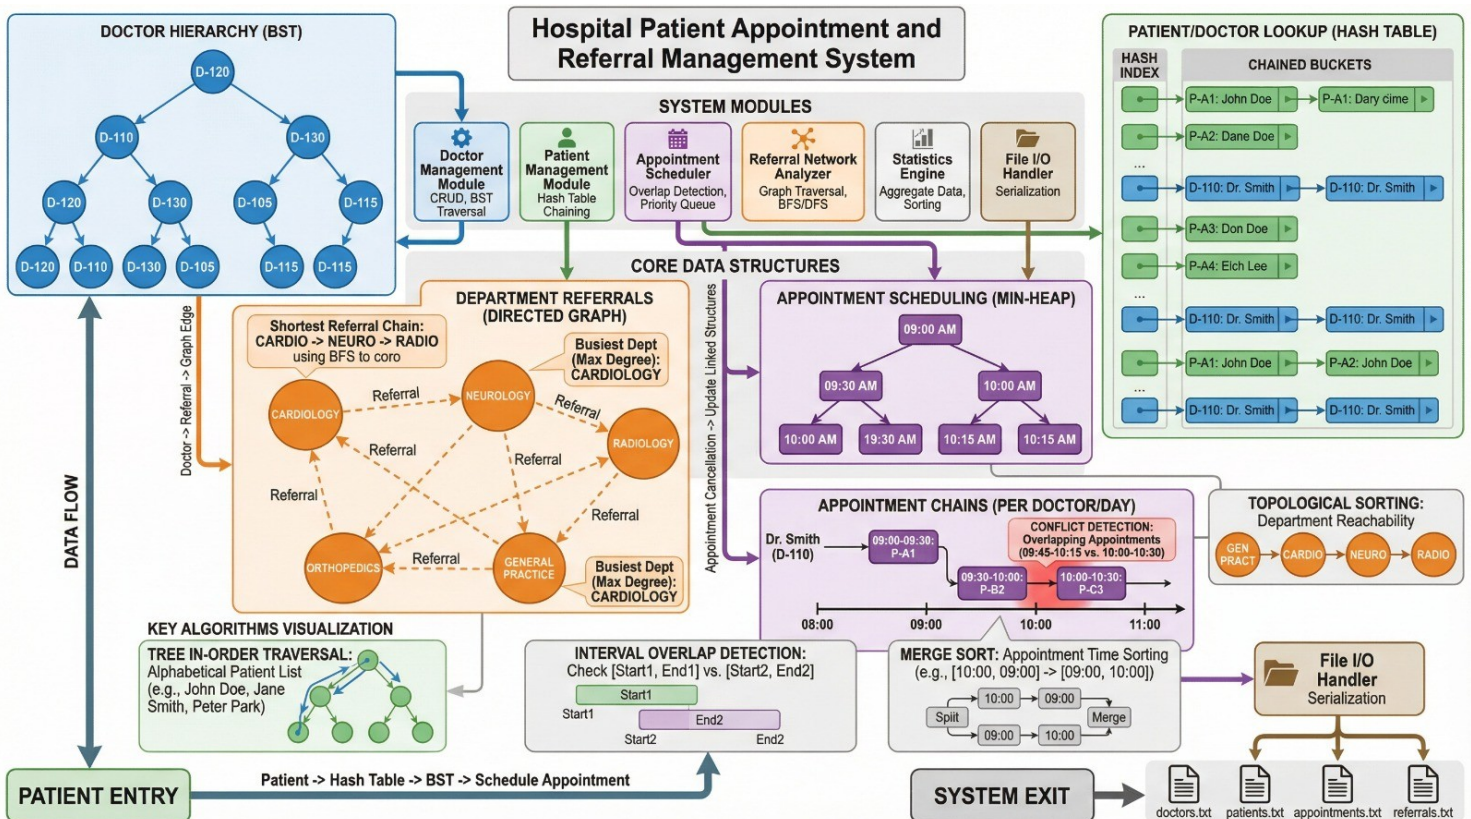 Hospital Patient Appointment and
Referral Management System
DOCTOR HIERARCHY (BST)
D-120
D-110
D-130
D-120
D-130
D-105
D-115
D-120
D-110
D-130
D-105
D-115
D-115
SYSTEM MODULES
Doctor
Management
Module
CRUD, BST
Traversal
Patient
Management
Module
Hash Table
Chaining
Appointment
Scheduler
Overlap Detection,
Priority Queue
Referral Network
Analyzer
Graph Traversal,
BFS/DFS
Statistics
Engine
Aggregate Data,
Sorting
File I/O
Handler
Serialization
PATIENT/DOCTOR LOOKUP (HASH TABLE)
HASH
INDEX
CHAINED BUCKETS
P-A1: John Doe
P-A1: Dary cime
P-A2: Dane Doe
...
D-110: Dr. Smith
D-110: Dr. Smith
P-A3: Don Doe
P-A4: Eich Lee
...
D-110: Dr. Smith
D-110: Dr. Smith
P-A1: John Doe
P-A2: John Doe
...
D-110: Dr. Smith
D-110: Dr. Smith
CORE DATA STRUCTURES
DEPARTMENT REFERRALS
(DIRECTED GRAPH)
Shortest Referral Chain:
CARDIO -> NEURO -> RADIO
using BFS to coro
Busiest Dept
(Max Degree):
CARDIOLOGY
CARDIOLOGY
Referral
NEUROLOGY
Referral
RADIOLOGY
Referral
Referral
Referral
Referral
ORTHOPEDICS
Referral
GENERAL
PRACTICE
Busiest Dept
(Max Degree):
CARDIOLOGY
Doctor -> Referral -> Graph Edge
DATA FLOW
Appointment Cancellation -> Update Linked Structures
APPOINTMENT SCHEDULING (MIN-HEAP)
09:00 AM
09:30 AM
10:00 AM
10:00 AM
19:30 AM
10:15 AM
10:15 AM
APPOINTMENT CHAINS (PER DOCTOR/DAY)
Dr. Smith
(D-110)
09:00-09:30:
P-A1
CONFLICT DETECTION:
Overlapping Appointments
(09:45-10:15 vs. 10:00-10:30)
09:30-10:00:
P-B2
10:00-10:30:
P-C3
08:00
09:00
10:00
11:00
TOPOLOGICAL SORTING:
Department Reachability
GEN
PRACT
CARDIO
NEURO
RADIO
KEY ALGORITHMS VISUALIZATION
TREE IN-ORDER TRAVERSAL:
Alphabetical Patient List
(e.g., John Doe, Jane
Smith, Peter Park)
INTERVAL OVERLAP DETECTION:
Check [Start1, End1] vs. [Start2, End2]
Start1
Start1
End2
Start2
End2
MERGE SORT: Appointment Time Sorting
(e.g., [10:00, 09:00] -> [09:00, 10:00])
10:00
09:00
Spiit
Merge
09:00
10:00
File I/O
Handler
Serialization
PATIENT ENTRY
Patient -> Hash Table -> BST -> Schedule Appointment
SYSTEM EXIT
doctors.txt
patients.txt
appointments.txt
referrals.txt